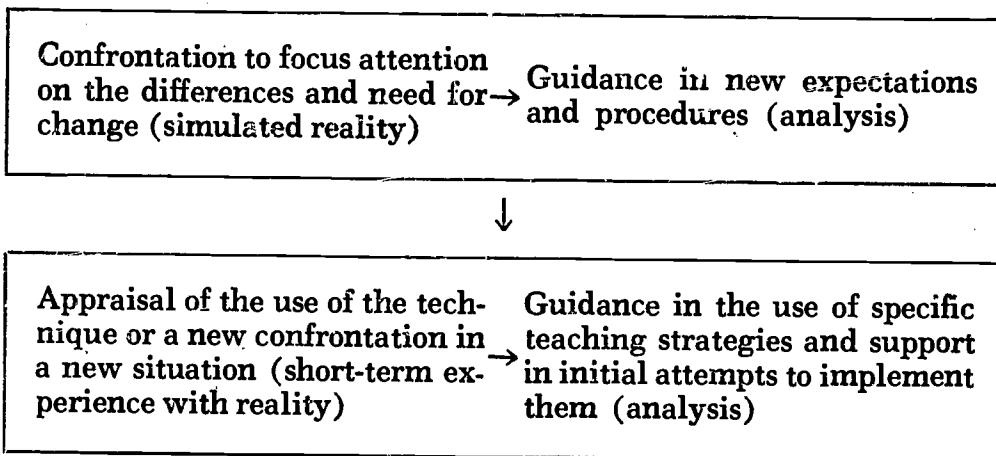 Confrontation to focus attention
on the differences and need for→
change (simulated reality)
Guidance in new expectations
and procedures (analysis)
↓
Appraisal of the use of the tech-
nique or a new confrontation in
a new situation (short-term ex-→
perience with reality)
Guidance in the use of specific
teaching strategies and support
in initial attempts to implement
them (analysis)